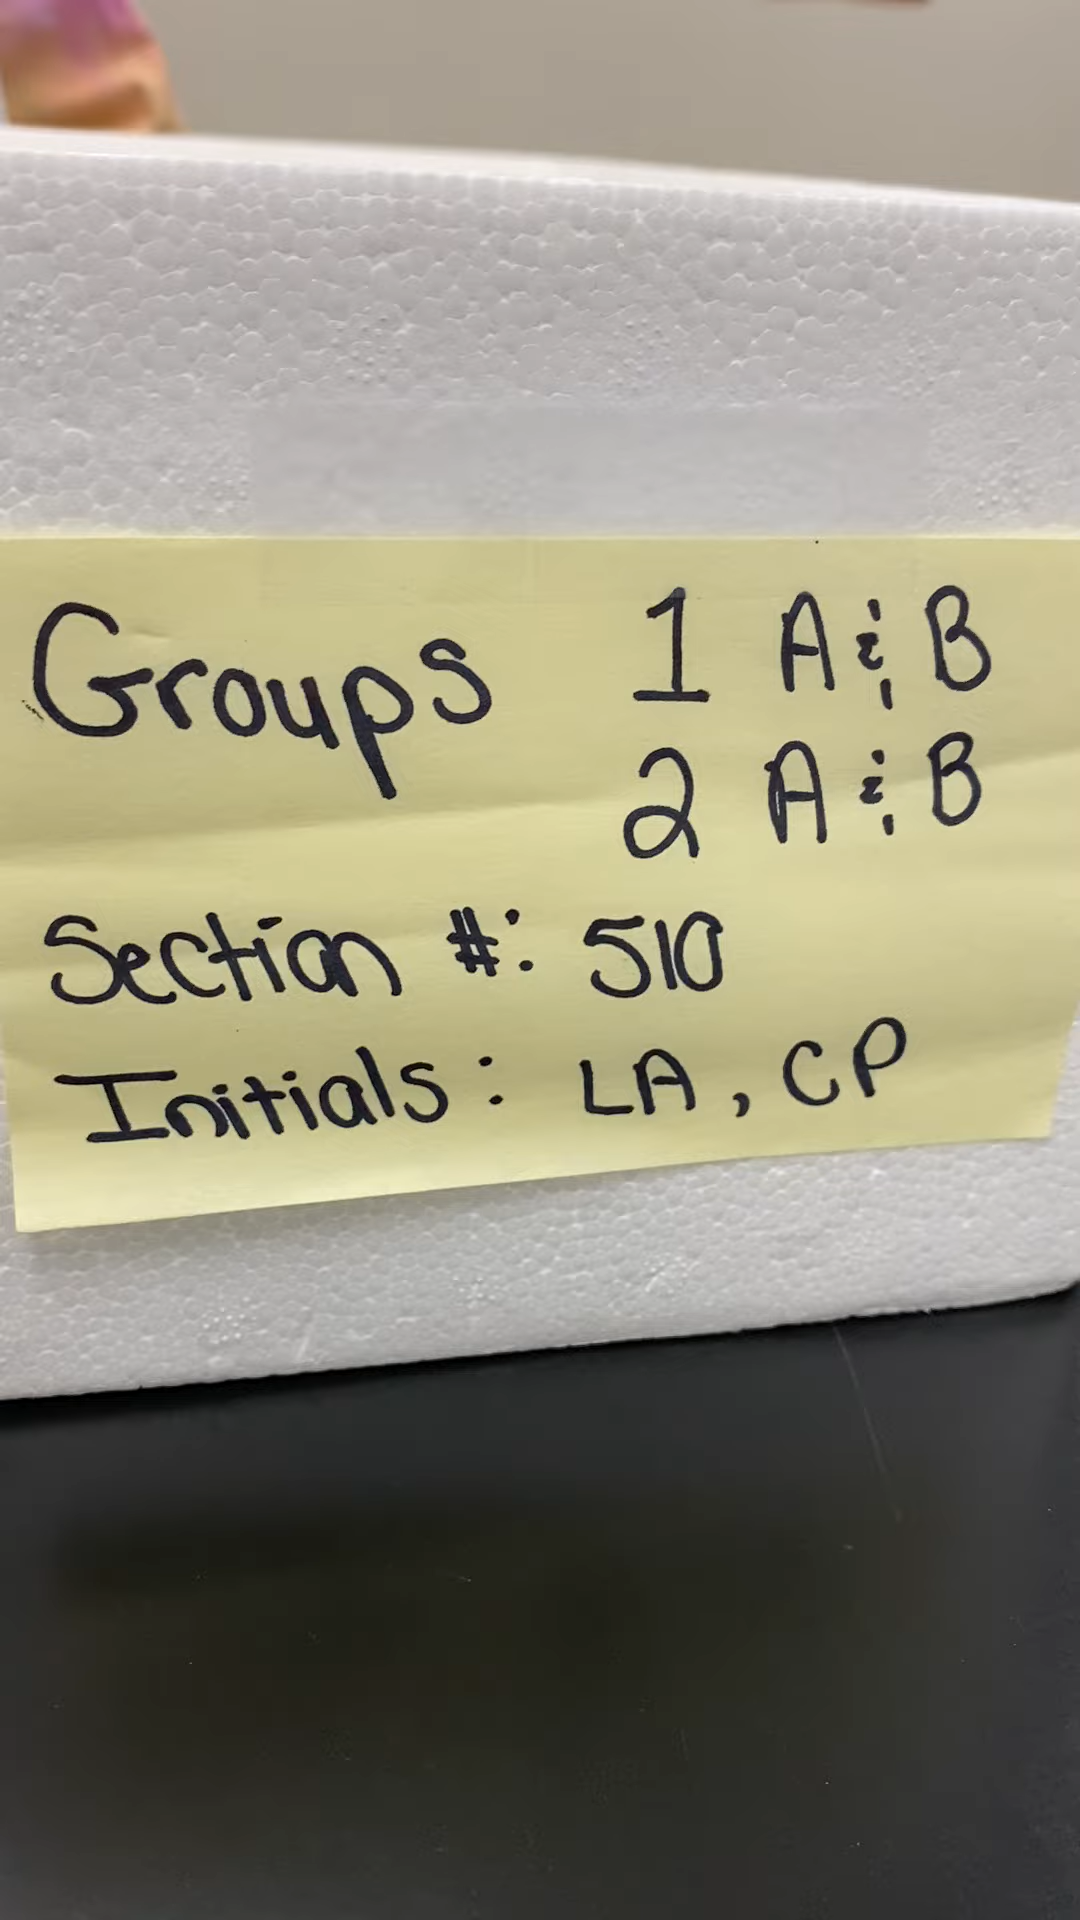 Groups 1 A & B
2 A & B
Section #: 510
Initials: LA, CP